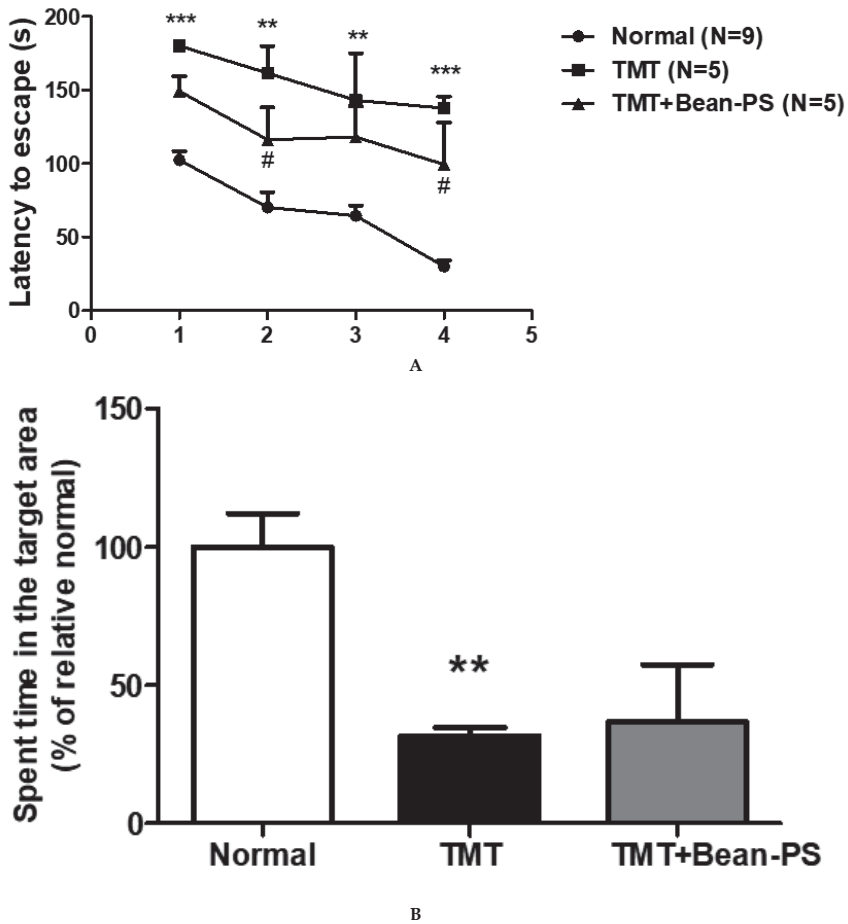 Latency to escape (s)
200
150
100
50
0
***
**
**
***
#
#
0
1
2
3
4
5
Normal (N=9)
TMT (N=5)
TMT+Bean-PS (N=5)
A
Spent time in the target area
(% of relative normal)
150
100
50
0
**
Normal
TMT
TMT+Bean-PS
B